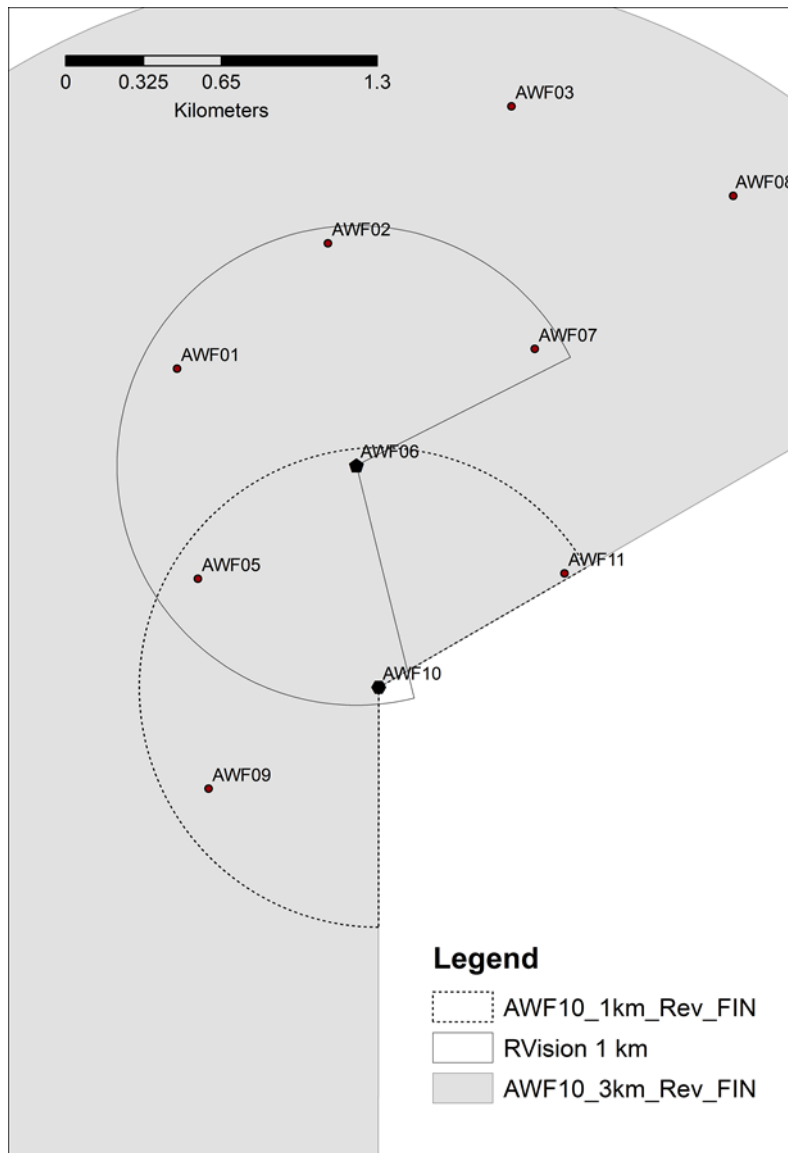 0 0.325 0.65 1.3
Kilometers
AWF03
AWF08
AWF02
AWF07
AWF01
AWF06
AWF05
AWF11
AWF10
AWF09
Legend
AWF10_1km_Rev_FIN
RVision 1 km
AWF10_3km_Rev_FIN